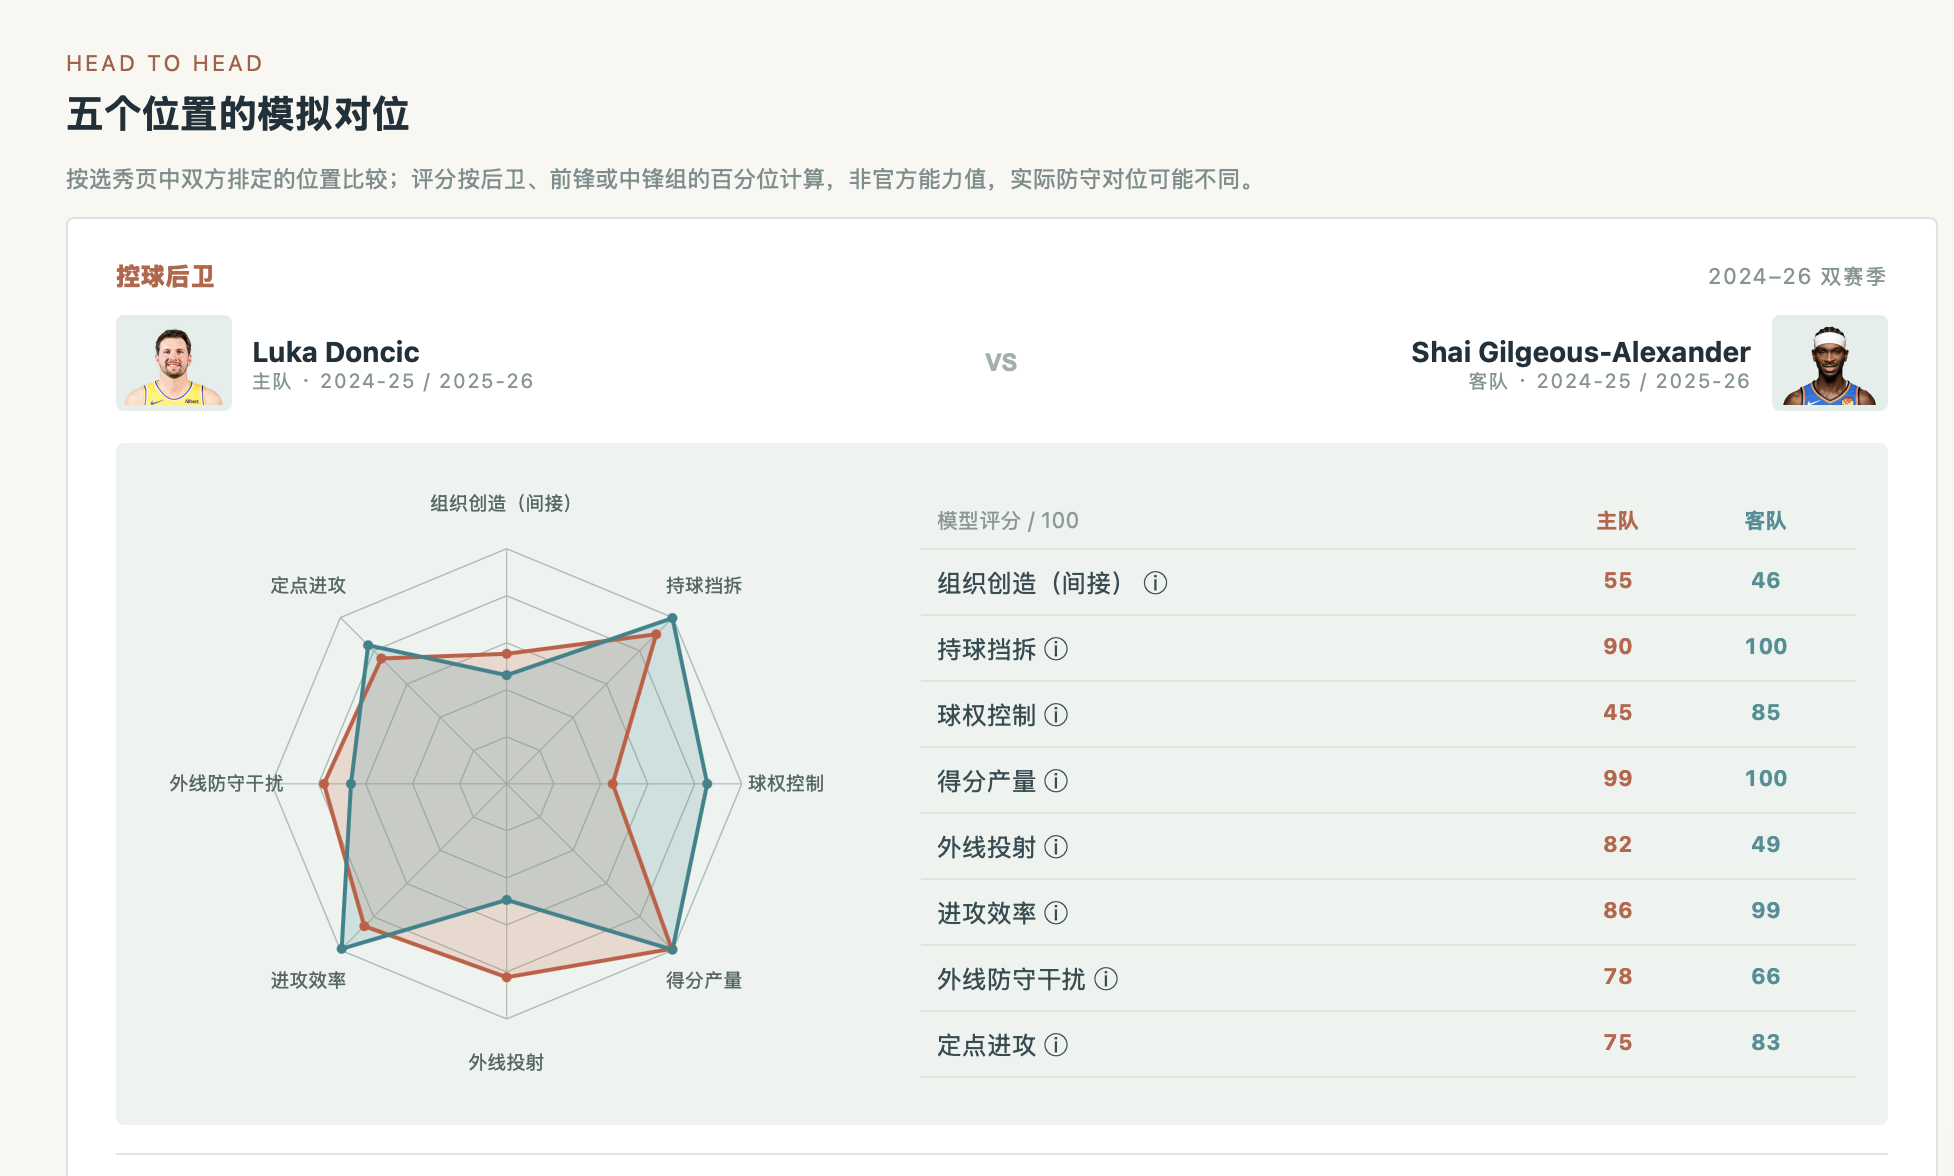 HEAD TO HEAD
五个位置的模拟对位
按选秀页中双方排定的位置比较；评分按后卫、前锋或中锋组的百分位计算，非官方能力值，实际防守对位可能不同。
控球后卫
2024–26 双赛季
Luka Doncic
主队 · 2024-25 / 2025-26
VS
Shai Gilgeous-Alexander
客队 · 2024-25 / 2025-26
组织创造（间接）
定点进攻
持球挡拆
外线防守干扰
球权控制
进攻效率
得分产量
外线投射
模型评分 / 100 主队 客队
组织创造（间接） ⓘ 55 46
持球挡拆 ⓘ 90 100
球权控制 ⓘ 45 85
得分产量 ⓘ 99 100
外线投射 ⓘ 82 49
进攻效率 ⓘ 86 99
外线防守干扰 ⓘ 78 66
定点进攻 ⓘ 75 83